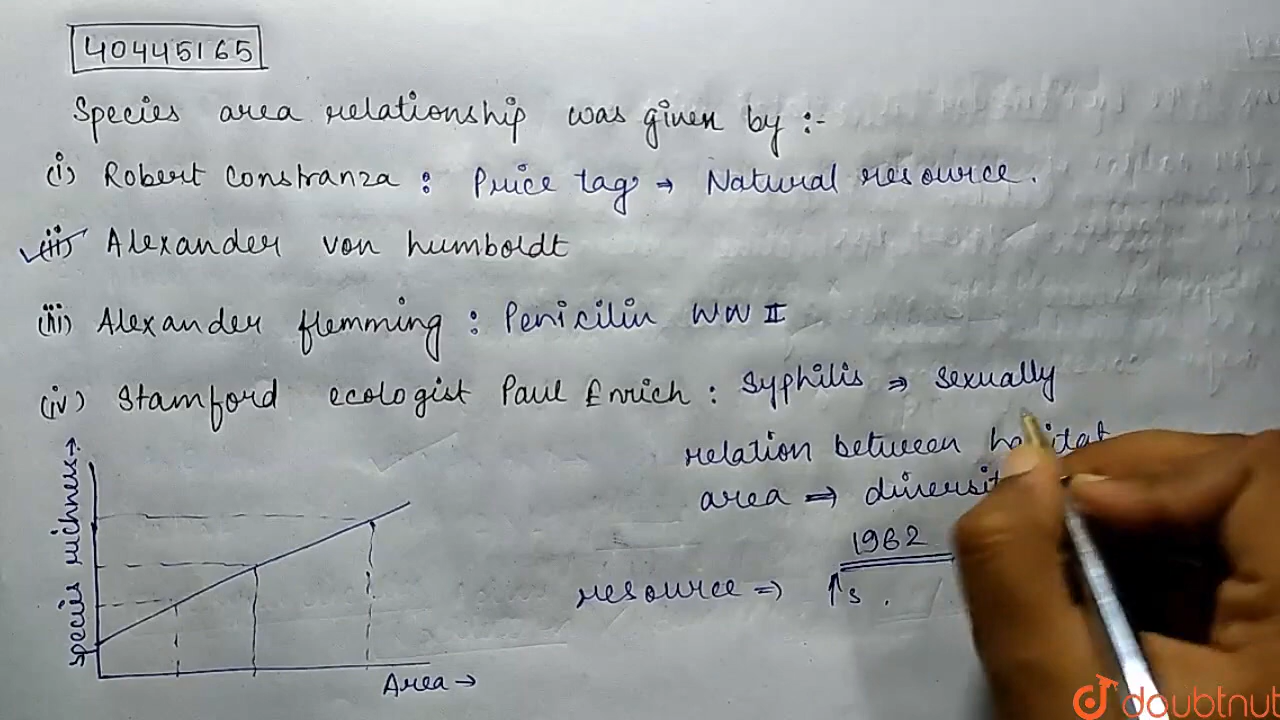 40445165
Species area relationship was given by :-
(i) Robert Constranza : Price tag → Natural resource.
(ii) Alexander von humboldt
(iii) Alexander flemming : Penicilin WW II
(iv) Stamford ecologist Paul Enrich : Syphilis ⇒ Sexually
relation between habitat
area ⇒
1962
resource ⇒ ↑s.
Species richness →
Area →
doubtnut